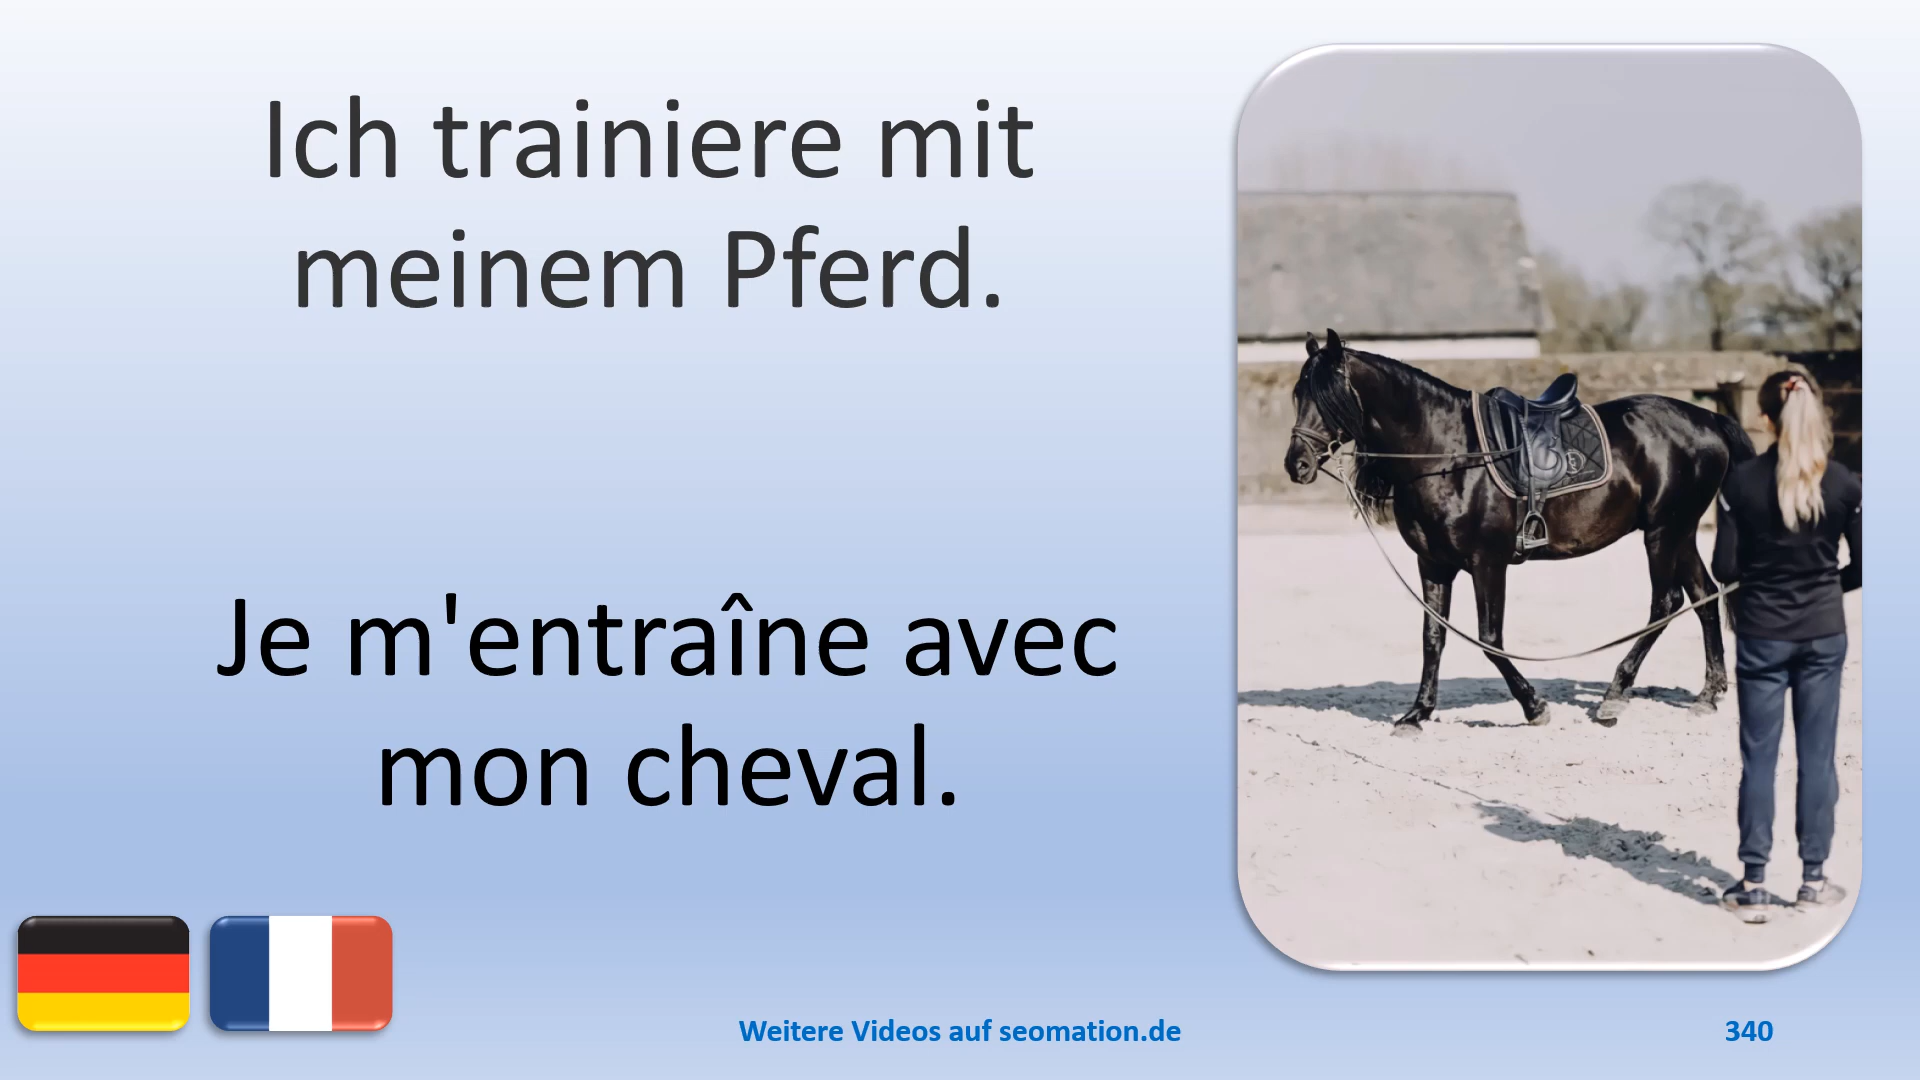 Ich trainiere mit
meinem Pferd.
Je m'entraîne avec
mon cheval.
Weitere Videos auf seomation.de
340